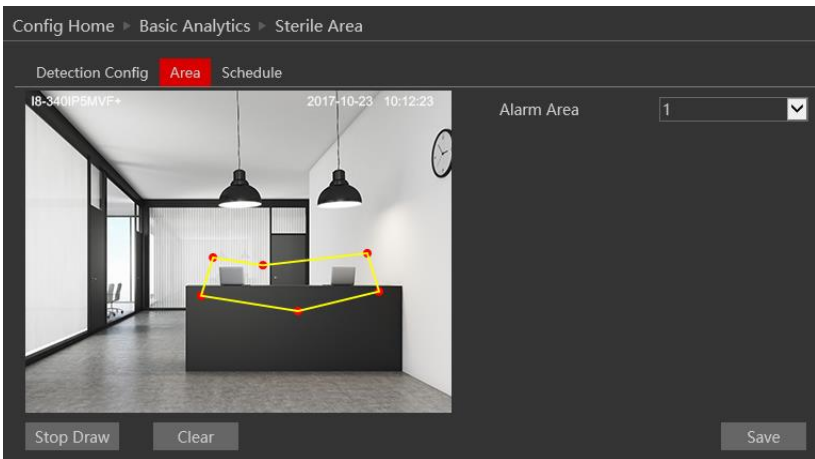 Config Home ▶ Basic Analytics ▶ Sterile Area
Detection Config Area Schedule
I8-340IP5MVF+ 2017-10-23 10:12:23
Alarm Area 1
Stop Draw Clear Save